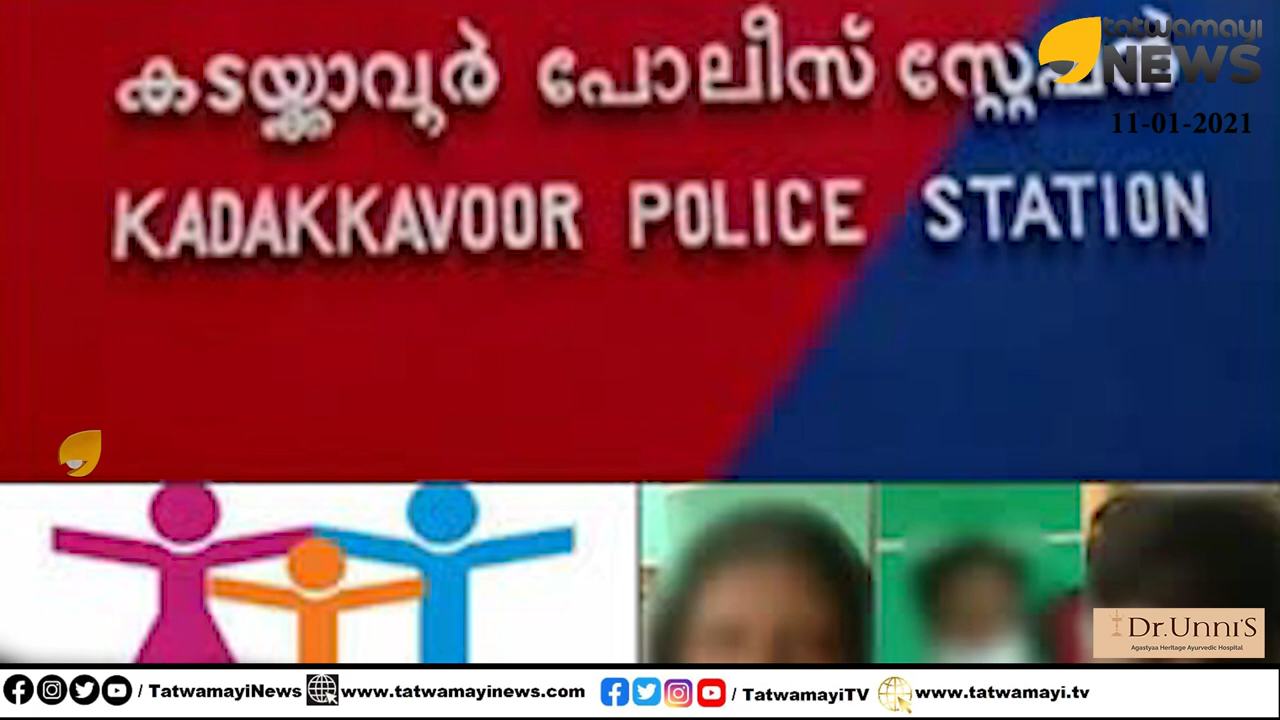 tatwamayi
NEWS
11-01-2021
കടയ്ക്കാവൂർ പോലീസ് സ്റ്റേഷൻ
KADAKKAVOOR POLICE STATION
Dr.UNNI'S
Agastyaa Heritage Ayurvedic Hospital
/ TatwamayiNews www.tatwamayinews.com / TatwamayiTV www.tatwamayi.tv